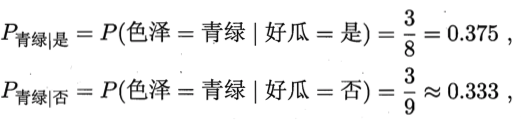 P青绿|是 = P(色泽 = 青绿 | 好瓜 = 是) = 3/8 = 0.375 ,
P青绿|否 = P(色泽 = 青绿 | 好瓜 = 否) = 3/9 ≈ 0.333 ,